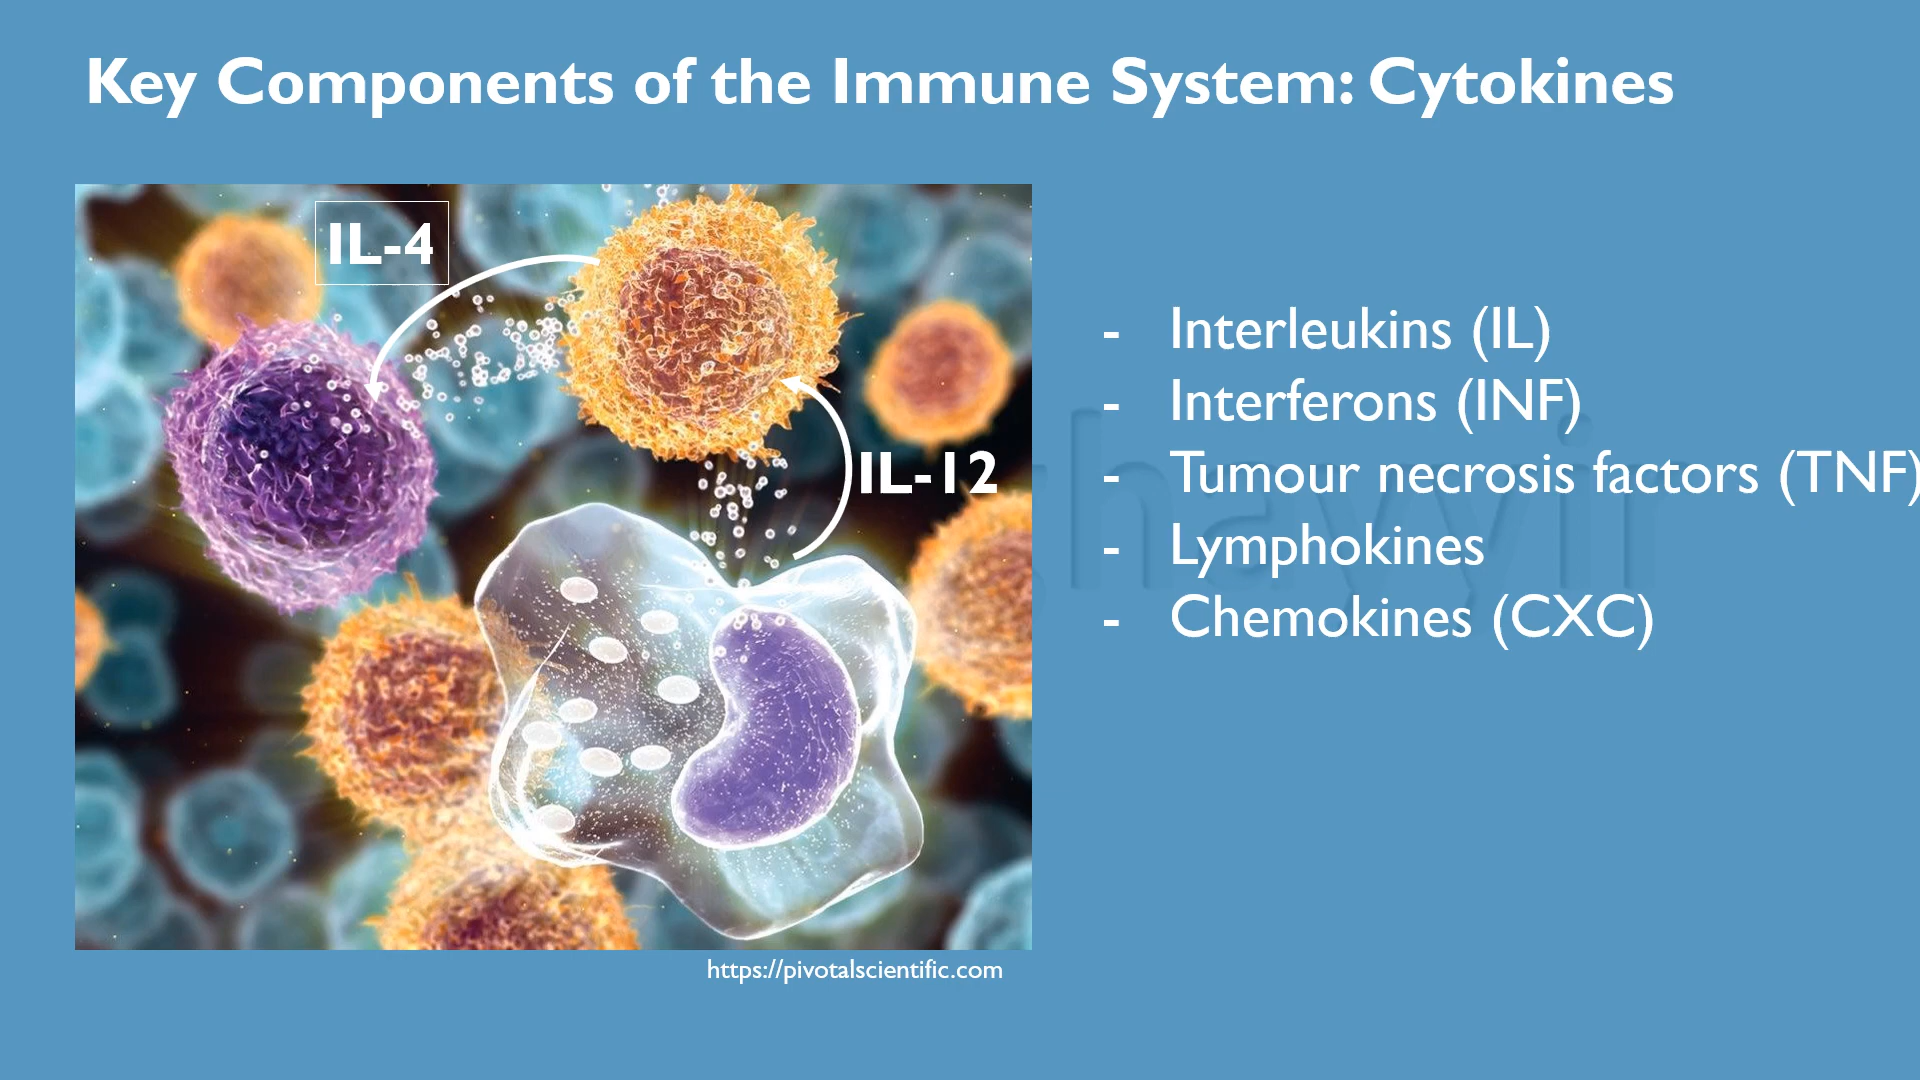 Key Components of the Immune System: Cytokines
IL-4
IL-12
- Interleukins (IL)
- Interferons (INF)
- Tumour necrosis factors (TNF)
- Lymphokines
- Chemokines (CXC)
https://pivotalscientific.com